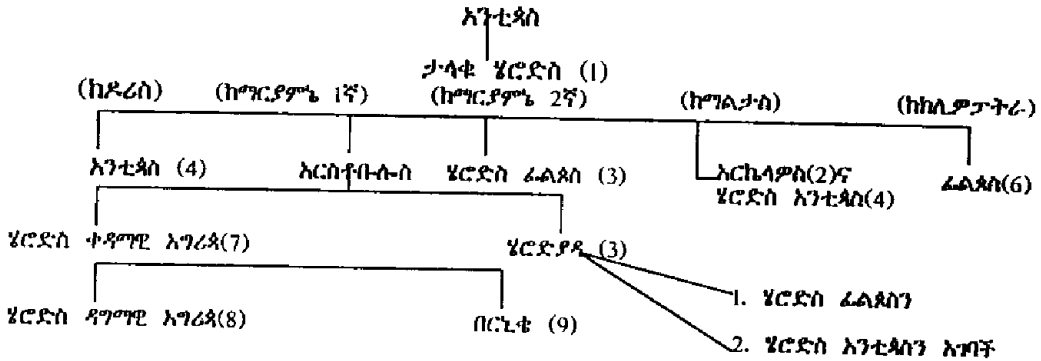 አንቲጳስ
ታላቁ ሄሮድስ (1)
(ከዶሪስ) (ከማርያምኔ 1ኛ) (ከማርያምኔ 2ኛ) (ከማልታስ) (ከክሊዎፓትራ)
አንቲጳስ (4) አርስቶቡሉስ ሄሮድስ ፊልጶስ (3) አርኬላዎስ(2)ና ፊልጶስ(6)
ሄሮድስ አንቲጳስ(4)
ሄሮድስ ቀዳማዊ አግሪጳ(7) ሄሮድያዳ (3)
1. ሄሮድስ ፊልጶስን
ሄሮድስ ዳግማዊ አግሪጳ(8) በርኒቄ (9)
2. ሄሮድስ አንቲጳስን አገባች